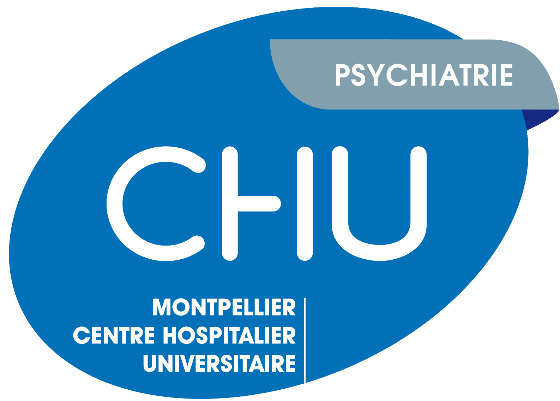 PSYCHIATRIE
CHU
MONTPELLIER
CENTRE HOSPITALIER
UNIVERSITAIRE